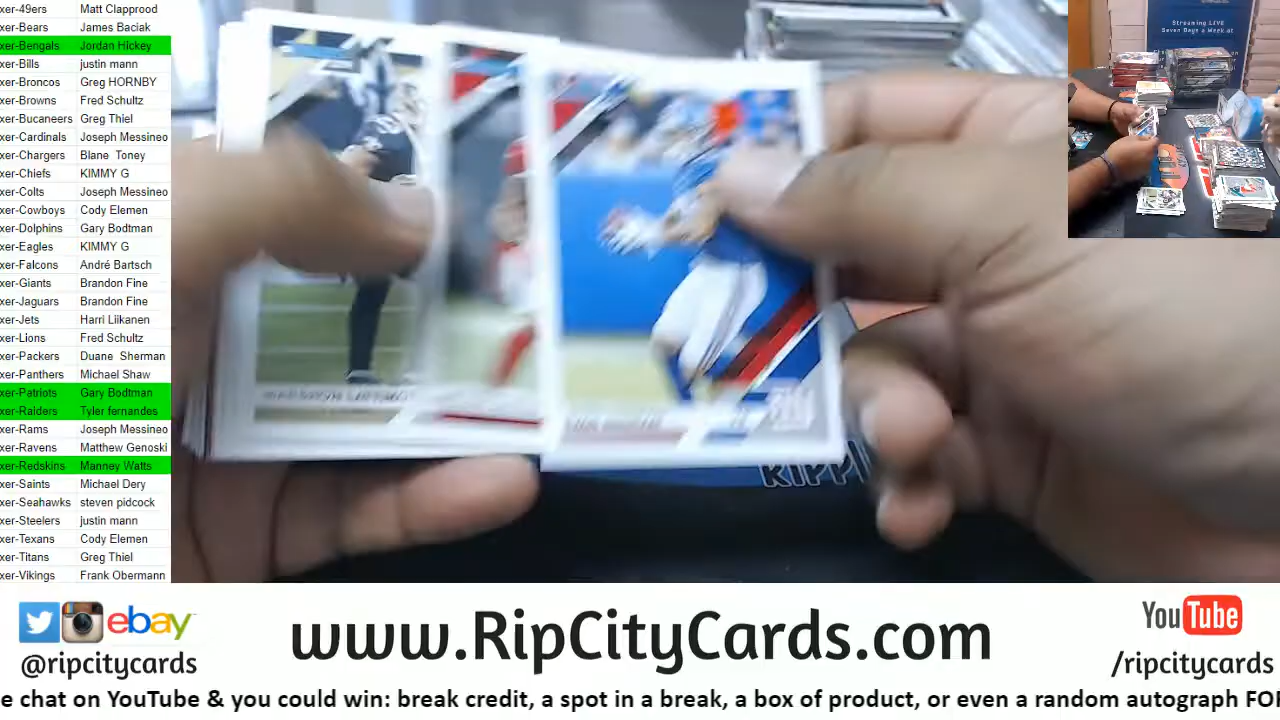 xer-49ers Matt Clapprood
xer-Bears James Baciak
xer-Bengals Jordan Hickey
xer-Bills justin mann
xer-Broncos Greg HORNBY
xer-Browns Fred Schultz
xer-Bucaneers Greg Thiel
xer-Cardinals Joseph Messineo
xer-Chargers Blane Toney
xer-Chiefs KIMMY G
xer-Colts Joseph Messineo
xer-Cowboys Cody Elemen
xer-Dolphins Gary Bodtman
xer-Eagles KIMMY G
xer-Falcons André Bartsch
xer-Giants Brandon Fine
xer-Jaguars Brandon Fine
xer-Jets Harri Liikanen
xer-Lions Fred Schultz
xer-Packers Duane Sherman
xer-Panthers Michael Shaw
xer-Patriots Gary Bodtman
xer-Raiders Tyler fernandes
xer-Rams Joseph Messineo
xer-Ravens Matthew Genoski
xer-Redskins Manney Watts
xer-Saints Michael Dery
xer-Seahawks steven pidcock
xer-Steelers justin mann
xer-Texans Cody Elemen
xer-Titans Greg Thiel
xer-Vikings Frank Obermann
Streaming LIVE
Seven Days a Week at
RIPPI
ebay
@ripcitycards
www.RipCityCards.com
YouTube
/ripcitycards
e chat on YouTube & you could win: break credit, a spot in a break, a box of product, or even a random autograph FO